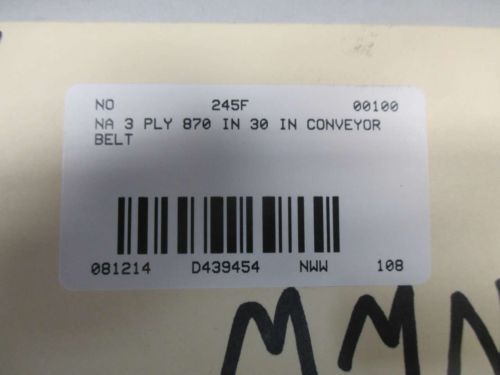 NO 245F 00100
NA 3 PLY 870 IN 30 IN CONVEYOR
BELT
081214 D439454 NWW 108